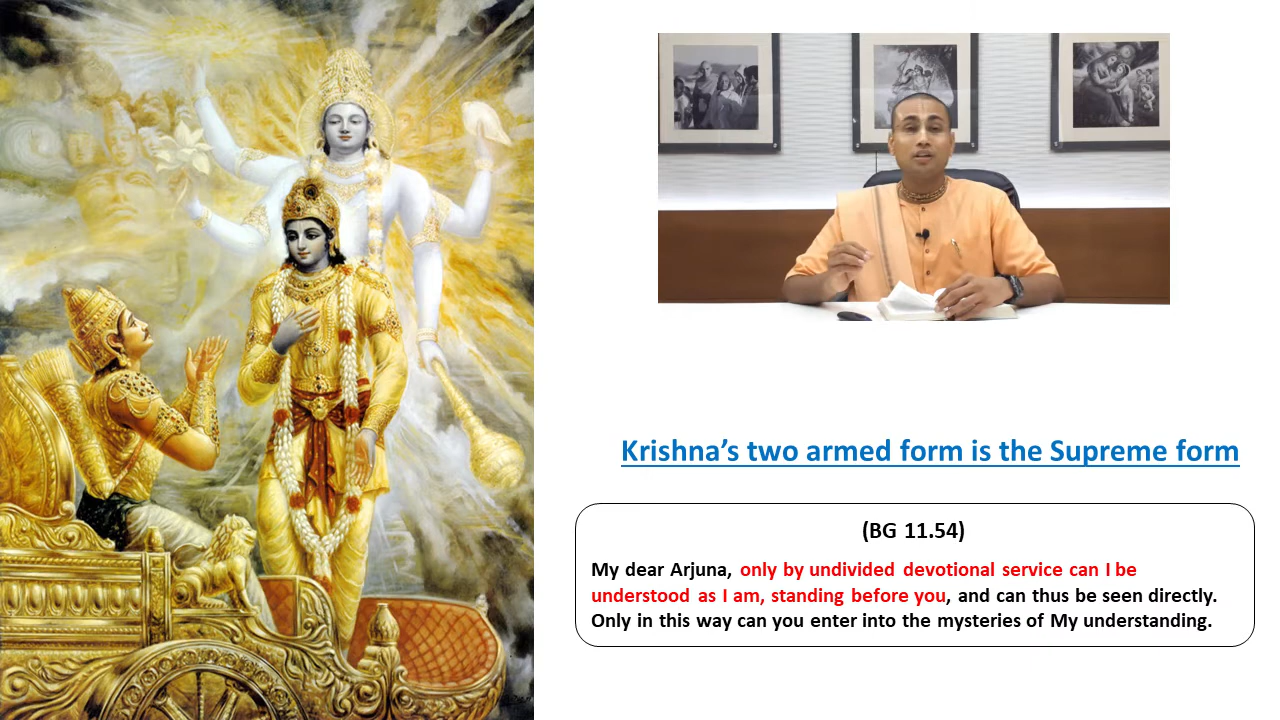 Krishna’s two armed form is the Supreme form
(BG 11.54)
My dear Arjuna, only by undivided devotional service can I be
understood as I am, standing before you, and can thus be seen directly.
Only in this way can you enter into the mysteries of My understanding.